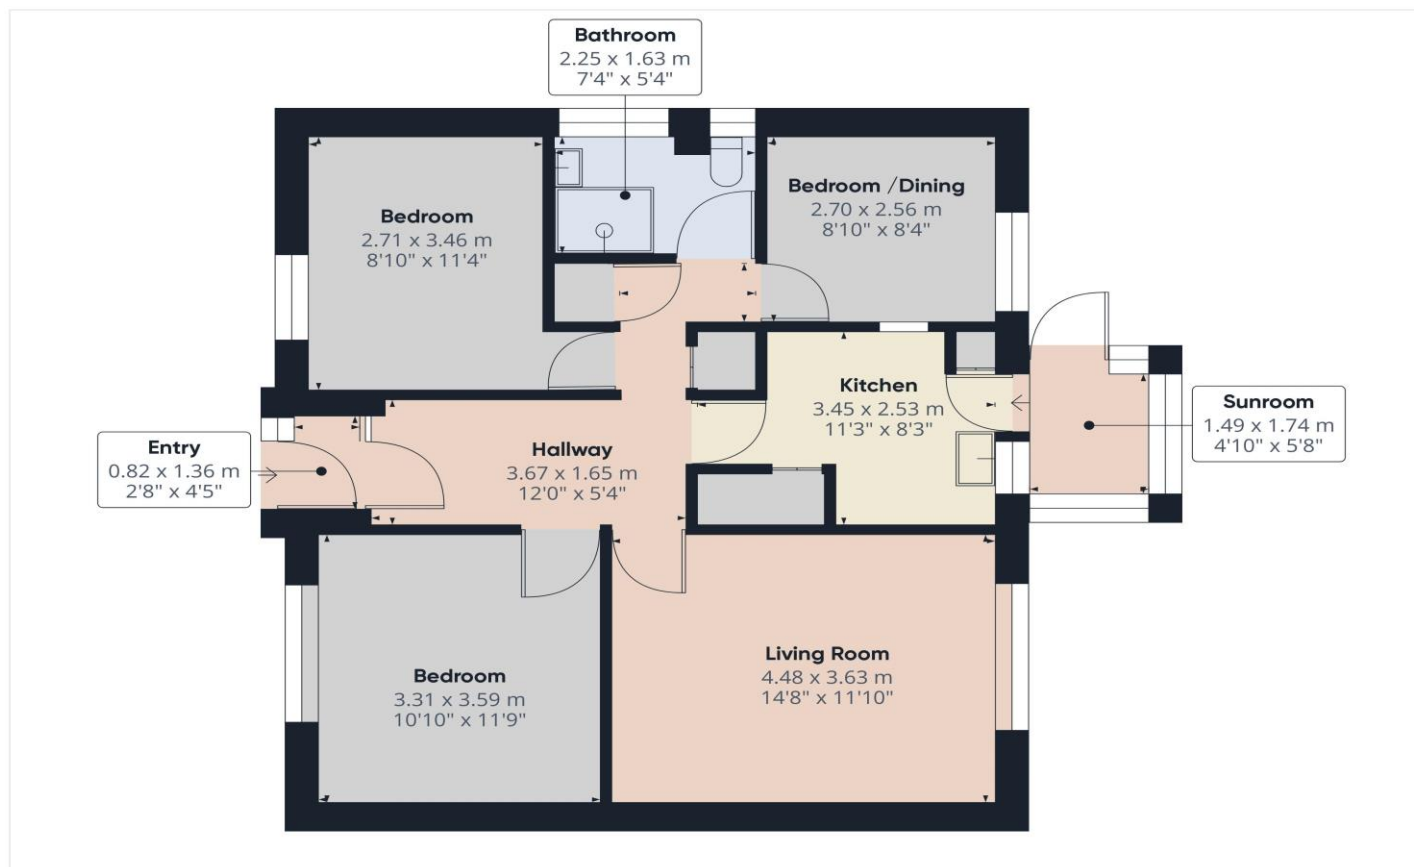 Bathroom
2.25 x 1.63 m
7'4" x 5'4"
Bedroom
2.71 x 3.46 m
8'10" x 11'4"
Bedroom /Dining
2.70 x 2.56 m
8'10" x 8'4"
Kitchen
3.45 x 2.53 m
11'3" x 8'3"
Sunroom
1.49 x 1.74 m
4'10" x 5'8"
Entry
0.82 x 1.36 m
2'8" x 4'5"
Hallway
3.67 x 1.65 m
12'0" x 5'4"
Bedroom
3.31 x 3.59 m
10'10" x 11'9"
Living Room
4.48 x 3.63 m
14'8" x 11'10"